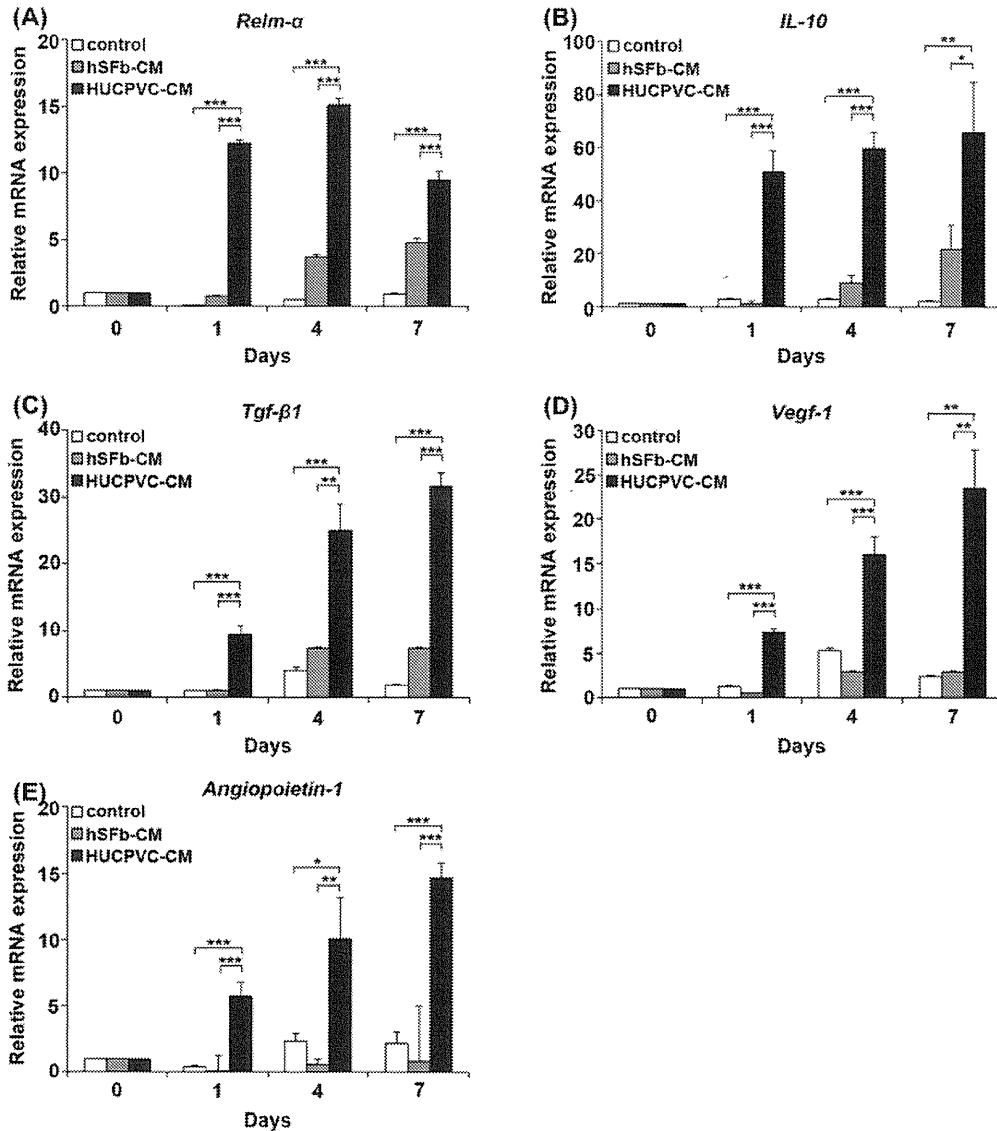 (A)
Relm-α
control
hSFb-CM
HUCPVC-CM
Relative mRNA expression
20
15
10
5
0
***
***
***
***
***
***
0 1 4 7
Days
(B)
IL-10
control
hSFb-CM
HUCPVC-CM
Relative mRNA expression
100
80
60
40
20
0
***
***
***
***
**
*
0 1 4 7
Days
(C)
Tgf-β1
control
hSFb-CM
HUCPVC-CM
Relative mRNA expression
40
30
20
10
0
***
***
***
**
***
***
0 1 4 7
Days
(D)
Vegf-1
control
hSFb-CM
HUCPVC-CM
Relative mRNA expression
30
25
20
15
10
5
0
***
***
***
***
**
**
0 1 4 7
Days
(E)
Angiopoietin-1
control
hSFb-CM
HUCPVC-CM
Relative mRNA expression
20
15
10
5
0
***
***
*
**
***
***
0 1 4 7
Days